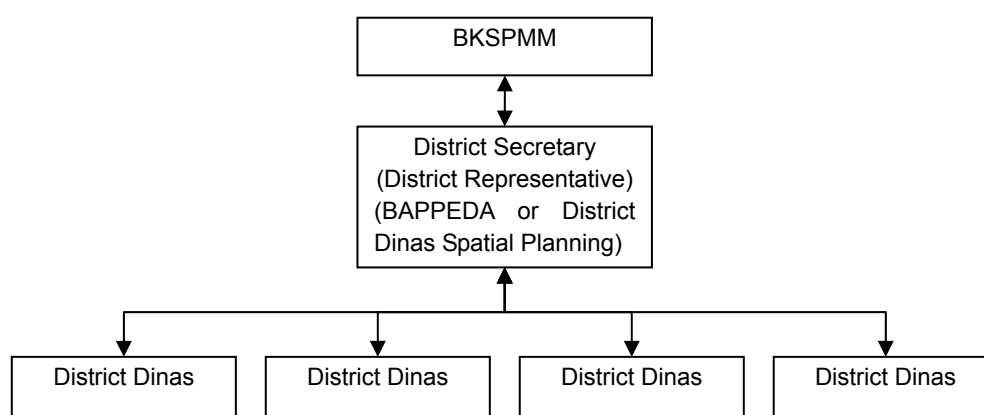 BKSPMM
District Secretary
(District Representative)
(BAPPEDA or District
Dinas Spatial Planning)
District Dinas
District Dinas
District Dinas
District Dinas